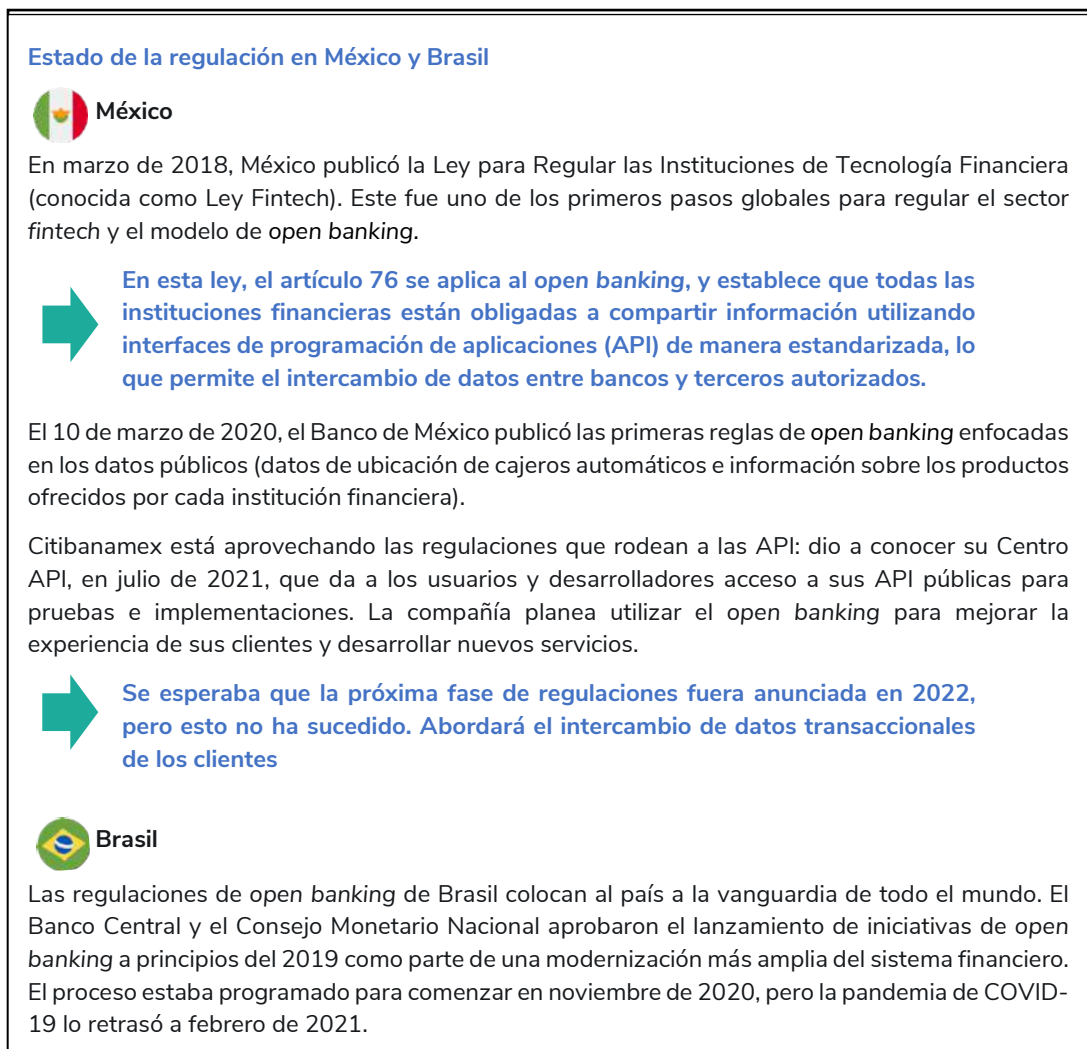 Estado de la regulación en México y Brasil
México
En marzo de 2018, México publicó la Ley para Regular las Instituciones de Tecnología Financiera
(conocida como Ley Fintech). Este fue uno de los primeros pasos globales para regular el sector
fintech y el modelo de open banking.
En esta ley, el artículo 76 se aplica al open banking, y establece que todas las
instituciones financieras están obligadas a compartir información utilizando
interfaces de programación de aplicaciones (API) de manera estandarizada, lo
que permite el intercambio de datos entre bancos y terceros autorizados.
El 10 de marzo de 2020, el Banco de México publicó las primeras reglas de open banking enfocadas
en los datos públicos (datos de ubicación de cajeros automáticos e información sobre los productos
ofrecidos por cada institución financiera).
Citibanamex está aprovechando las regulaciones que rodean a las API: dio a conocer su Centro
API, en julio de 2021, que da a los usuarios y desarrolladores acceso a sus API públicas para
pruebas e implementaciones. La compañía planea utilizar el open banking para mejorar la
experiencia de sus clientes y desarrollar nuevos servicios.
Se esperaba que la próxima fase de regulaciones fuera anunciada en 2022,
pero esto no ha sucedido. Abordará el intercambio de datos transaccionales
de los clientes
Brasil
Las regulaciones de open banking de Brasil colocan al país a la vanguardia de todo el mundo. El
Banco Central y el Consejo Monetario Nacional aprobaron el lanzamiento de iniciativas de open
banking a principios del 2019 como parte de una modernización más amplia del sistema financiero.
El proceso estaba programado para comenzar en noviembre de 2020, pero la pandemia de COVID-
19 lo retrasó a febrero de 2021.